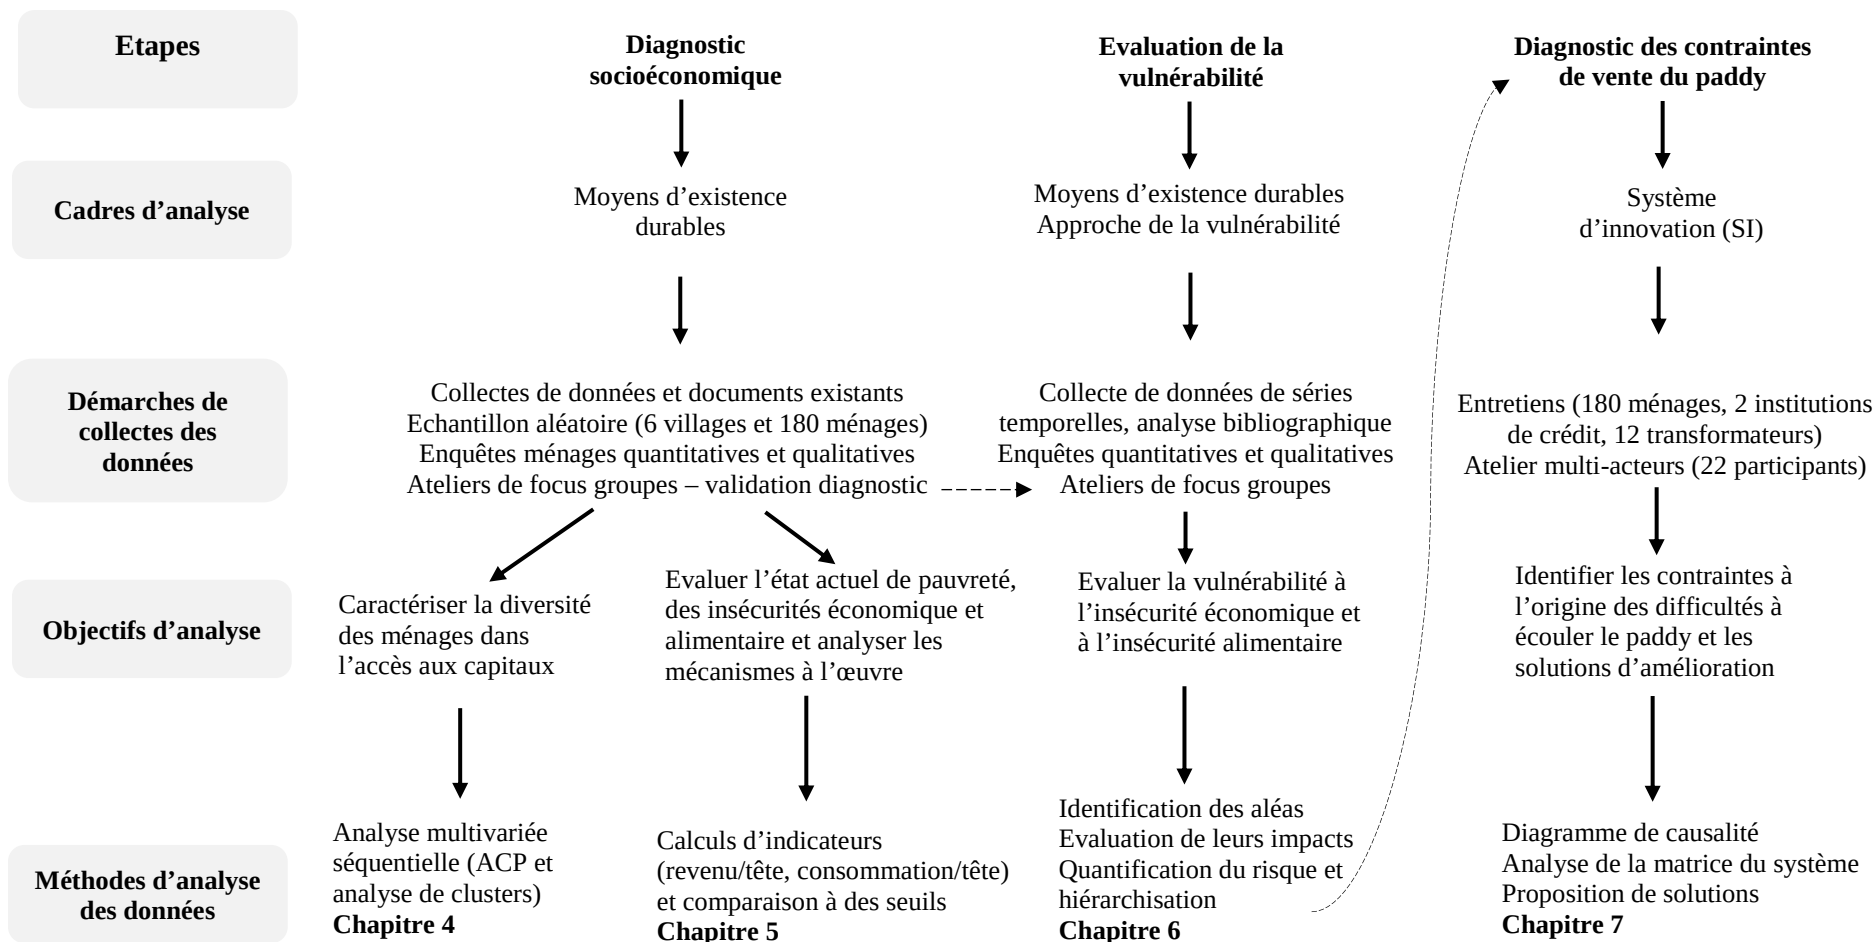 Etapes
Diagnostic
socioéconomique
Evaluation de la
vulnérabilité
Diagnostic des contraintes
de vente du paddy
Cadres d’analyse
Moyens d’existence
durables
Moyens d’existence durables
Approche de la vulnérabilité
Système
d’innovation (SI)
Démarches de
collectes des
données
Collectes de données et documents existants
Echantillon aléatoire (6 villages et 180 ménages)
Enquêtes ménages quantitatives et qualitatives
Ateliers de focus groupes – validation diagnostic
Collecte de données de séries
temporelles, analyse bibliographique
Enquêtes quantitatives et qualitatives
Ateliers de focus groupes
Entretiens (180 ménages, 2 institutions
de crédit, 12 transformateurs)
Atelier multi-acteurs (22 participants)
Objectifs d’analyse
Caractériser la diversité
des ménages dans
l’accès aux capitaux
Evaluer l’état actuel de pauvreté,
des insécurités économique et
alimentaire et analyser les
mécanismes à l’œuvre
Evaluer la vulnérabilité à
l’insécurité économique et
à l’insécurité alimentaire
Identifier les contraintes à
l’origine des difficultés à
écouler le paddy et les
solutions d’amélioration
Méthodes d’analyse
des données
Analyse multivariée
séquentielle (ACP et
analyse de clusters)
Chapitre 4
Calculs d’indicateurs
(revenu/tête, consommation/tête)
et comparaison à des seuils
Chapitre 5
Identification des aléas
Evaluation de leurs impacts
Quantification du risque et
hiérarchisation
Chapitre 6
Diagramme de causalité
Analyse de la matrice du système
Proposition de solutions
Chapitre 7